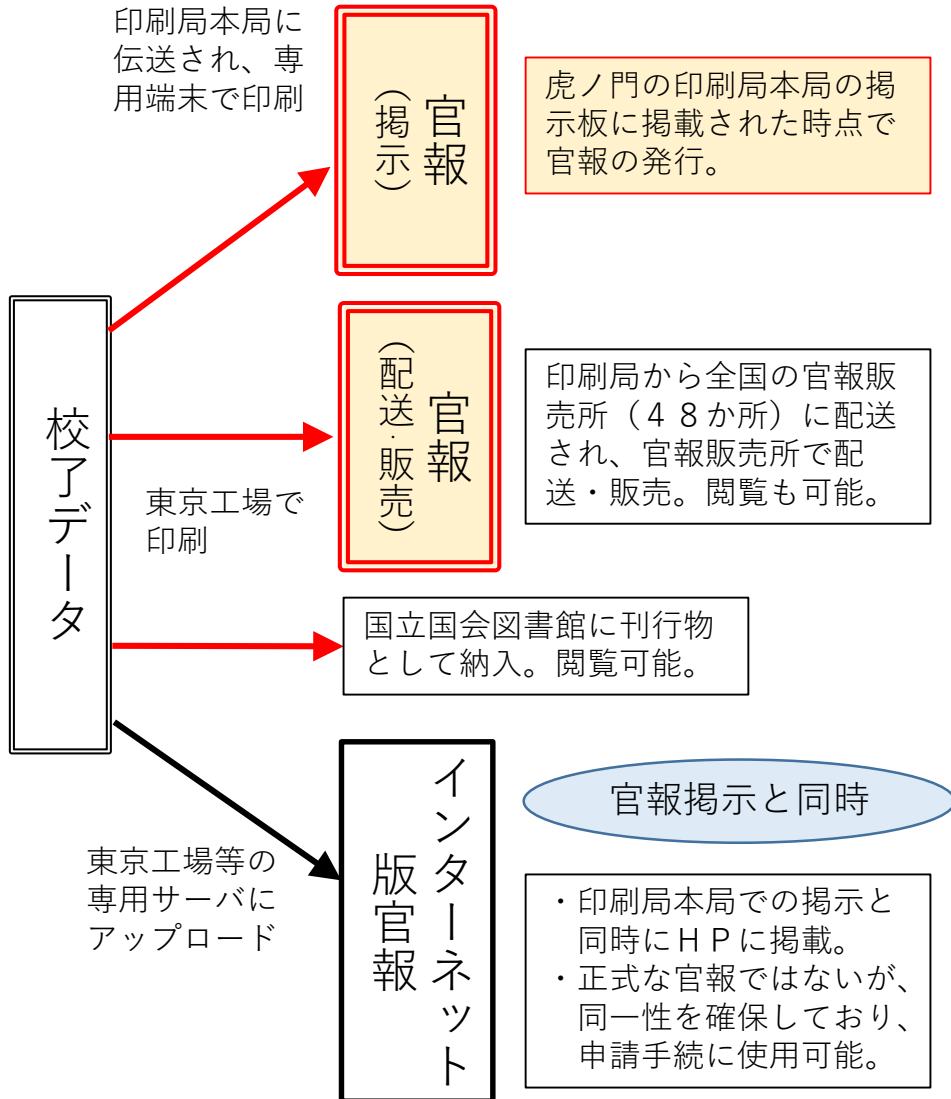 印刷局本局に
伝送され、専
用端末で印刷
官報
（掲示）
虎ノ門の印刷局本局の掲
示板に掲載された時点で
官報の発行。
校了データ
官報
（配送・販売）
印刷局から全国の官報販
売所（４８か所）に配送
され、官報販売所で配
送・販売。閲覧も可能。
東京工場で
印刷
国立国会図書館に刊行物
として納入。閲覧可能。
インターネット
版官報
官報掲示と同時
東京工場等の
専用サーバに
アップロード
・印刷局本局での掲示と
同時にＨＰに掲載。
・正式な官報ではないが、
同一性を確保しており、
申請手続に使用可能。